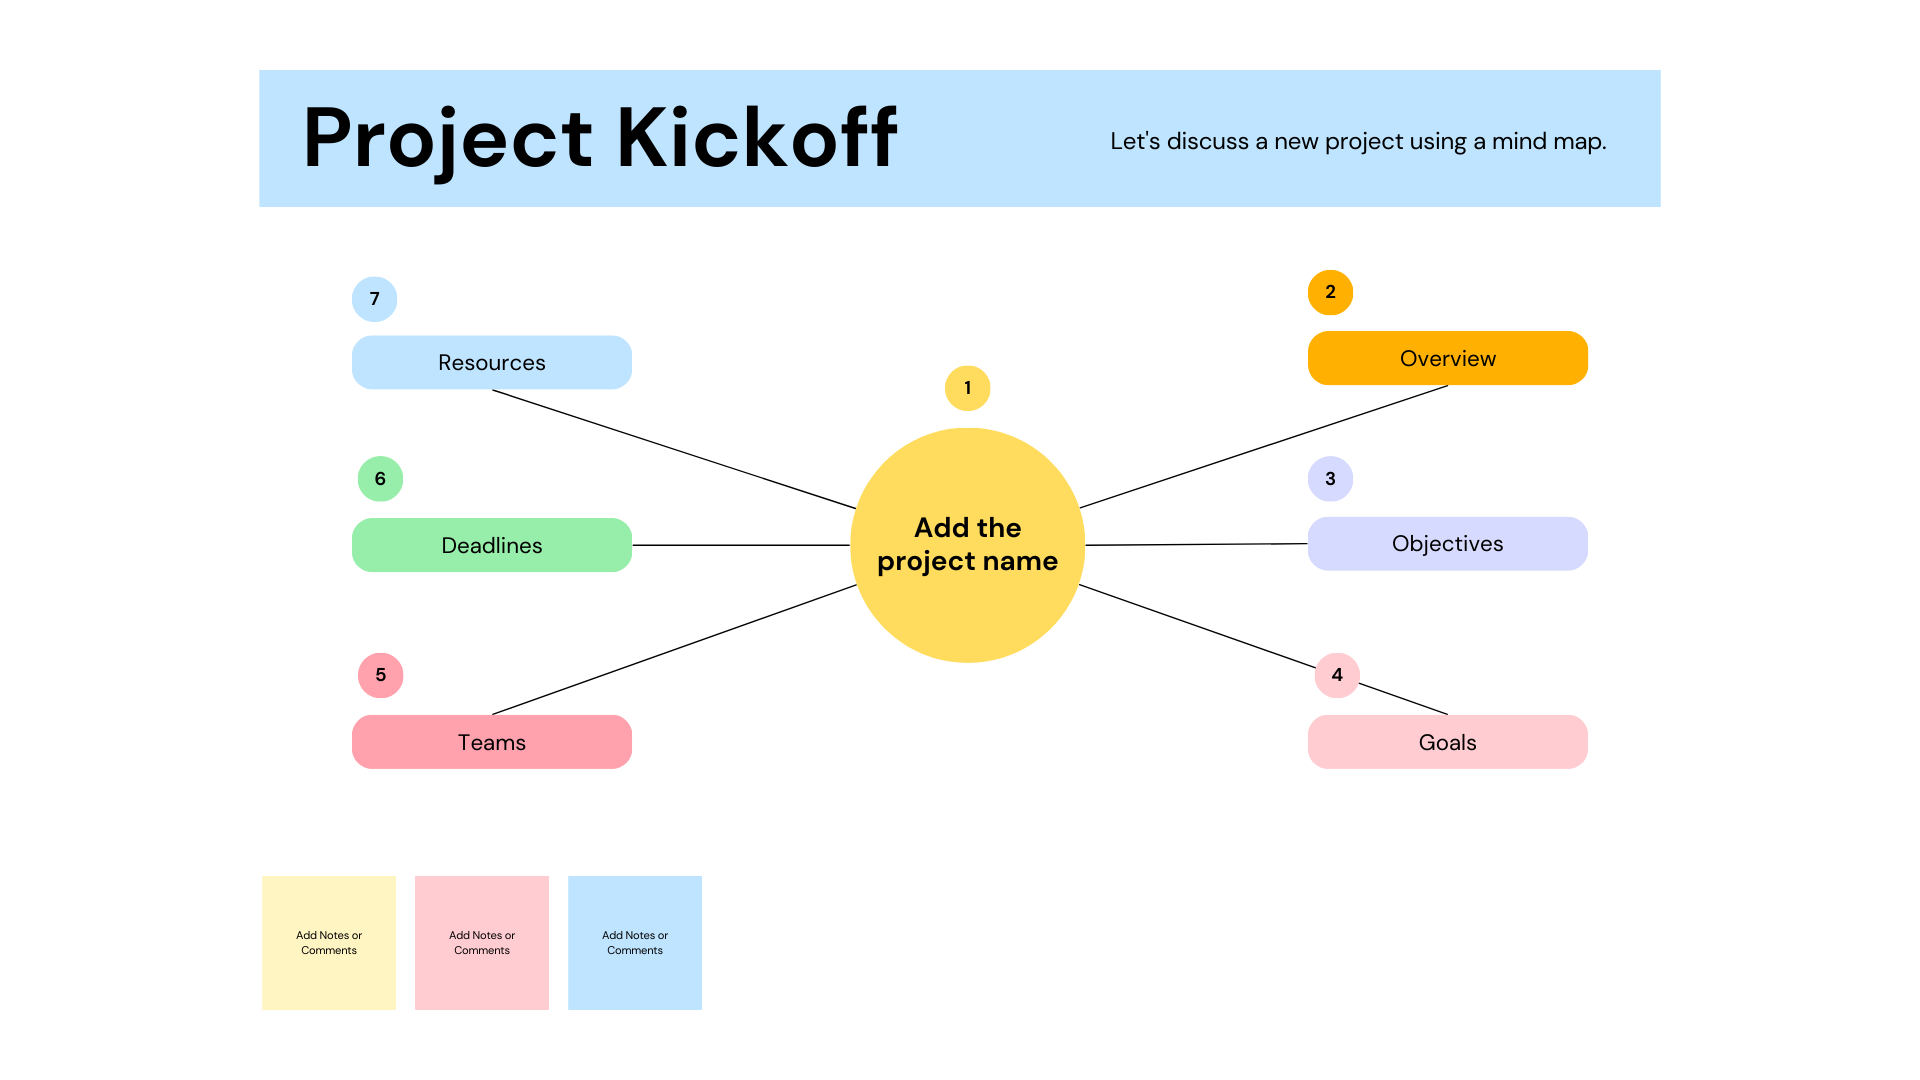 Project Kickoff
Let's discuss a new project using a mind map.
7
Resources
2
Overview
1
Add the
project name
6
Deadlines
3
Objectives
5
Teams
4
Goals
Add Notes or
Comments
Add Notes or
Comments
Add Notes or
Comments